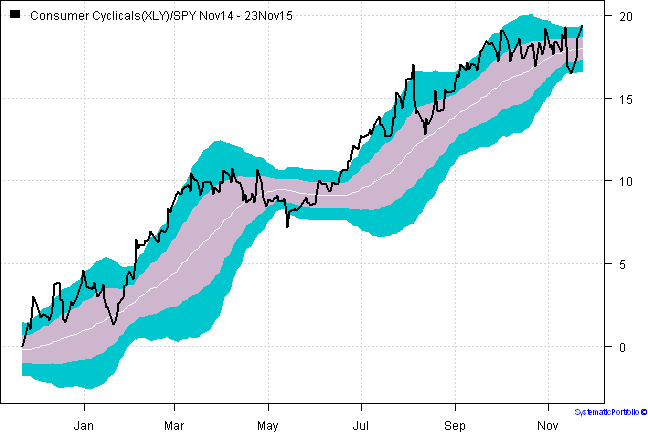 Consumer Cyclicals(XLY)/SPY Nov14 - 23Nov15
20
15
10
5
0
Jan Mar May Jul Sep Nov
SystematicPortfolio ©